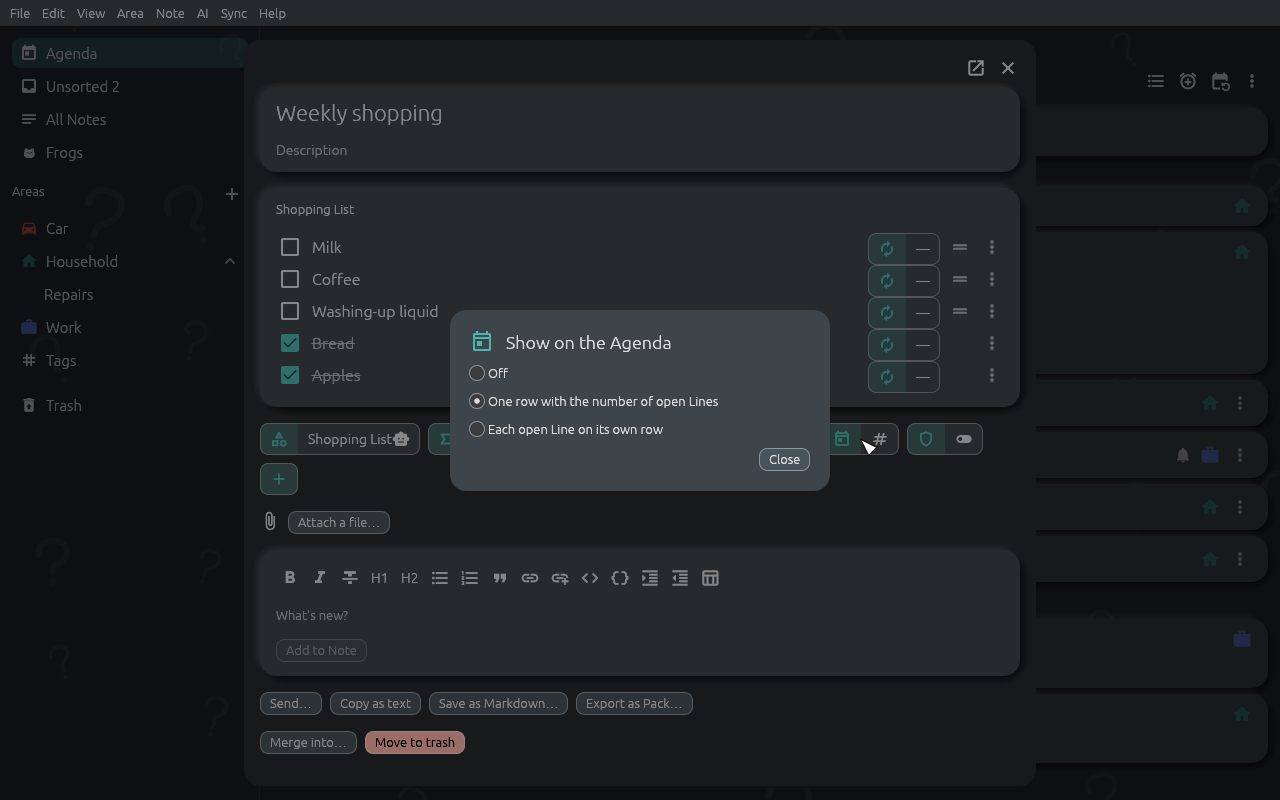 File Edit View Area Note AI Sync Help
Agenda
Unsorted 2
All Notes
Frogs
Areas
Car
Household
Repairs
Work
Tags
Trash
Weekly shopping
Description
Shopping List
Milk
Coffee
Washing-up liquid
Bread
Apples
Show on the Agenda
Off
One row with the number of open Lines
Each open Line on its own row
Close
Shopping List
Attach a file...
H1 H2
What's new?
Add to Note
Send... Copy as text Save as Markdown... Export as Pack...
Merge into... Move to trash